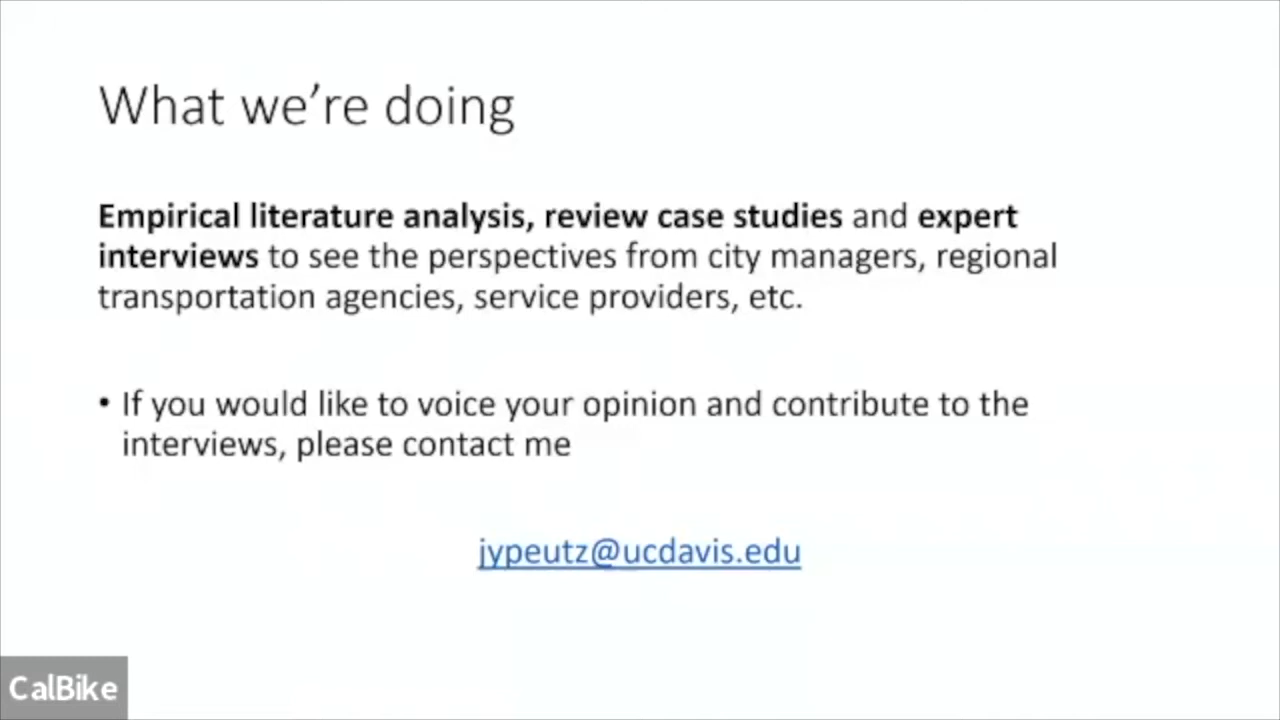 What we’re doing
Empirical literature analysis, review case studies and expert
interviews to see the perspectives from city managers, regional
transportation agencies, service providers, etc.
• If you would like to voice your opinion and contribute to the
interviews, please contact me
jypeutz@ucdavis.edu
CalBike